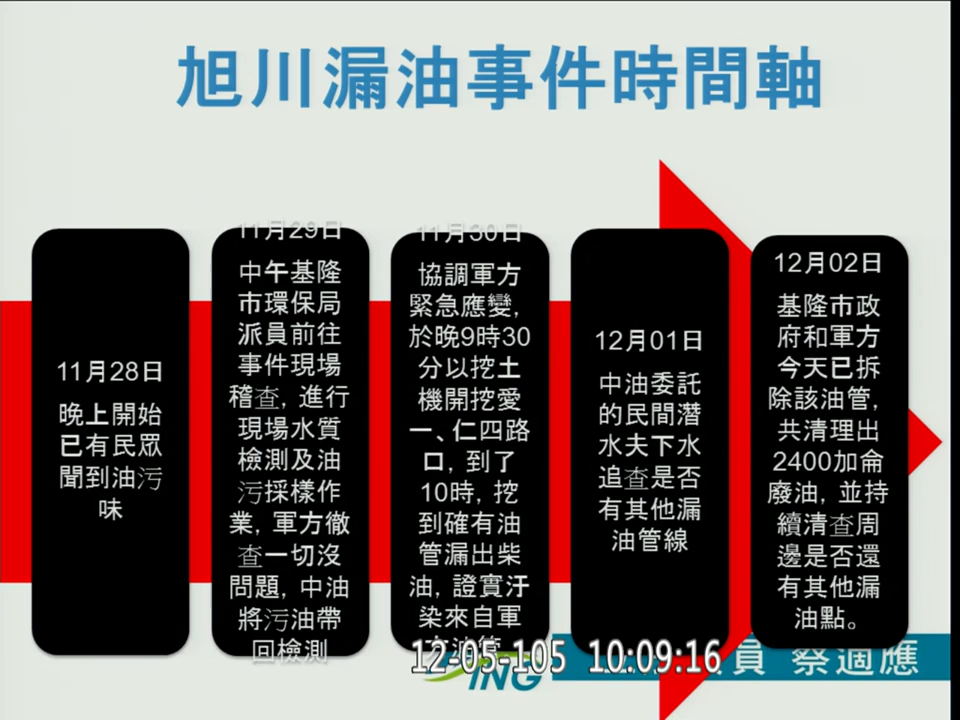 旭川漏油事件時間軸
11月28日
晚上開始
已有民眾
聞到油污
味
11月29日
中午基隆
市環保局
派員前往
事件現場
稽查，進行
現場水質
檢測及油
污採樣作
業，軍方徹
查一切沒
問題，中油
將污油帶
回檢測
11月30日
協調軍方
緊急應變，
於晚9時30
分以挖土
機開挖愛
一、仁四路
口，到了
10時，挖
到確有油
管漏出柴
油，證實汙
染來自軍
12月01日
中油委託
的民間潛
水夫下水
追查是否
有其他漏
油管線
12月02日
基隆市政
府和軍方
今天已拆
除該油管，
共清理出
2400加侖
廢油，並持
續清查周
邊是否還
有其他漏
油點。
12-05-105 10:09:16
ING
員 蔡適應